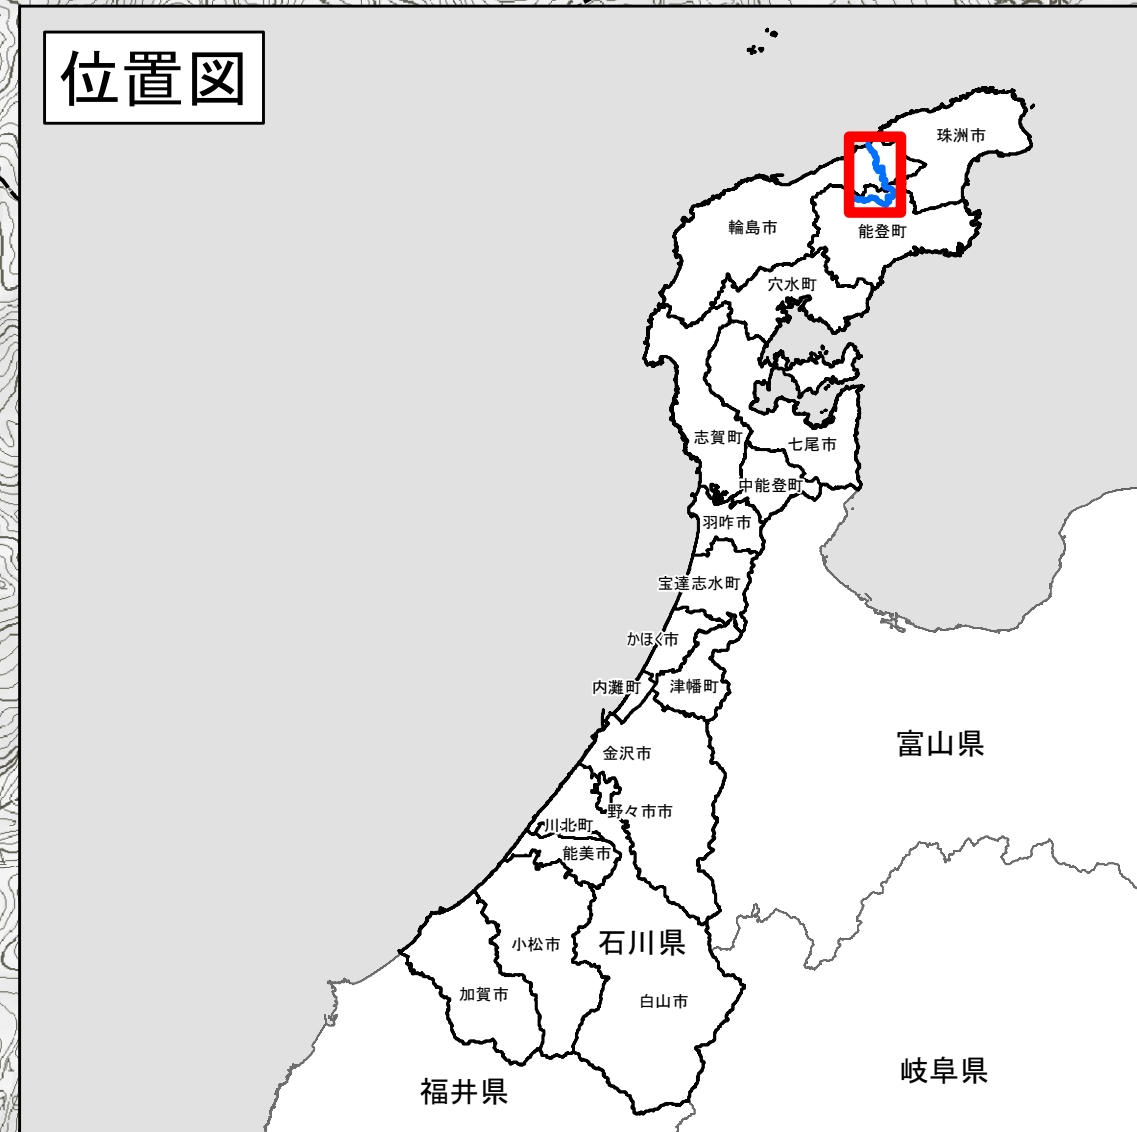 位置図
珠洲市
輪島市
能登町
穴水町
志賀町
七尾市
中能登町
羽咋市
宝達志水町
かほく市
内灘町
津幡町
富山県
金沢市
野々市市
川北町
能美市
小松市
石川県
加賀市
白山市
岐阜県
福井県